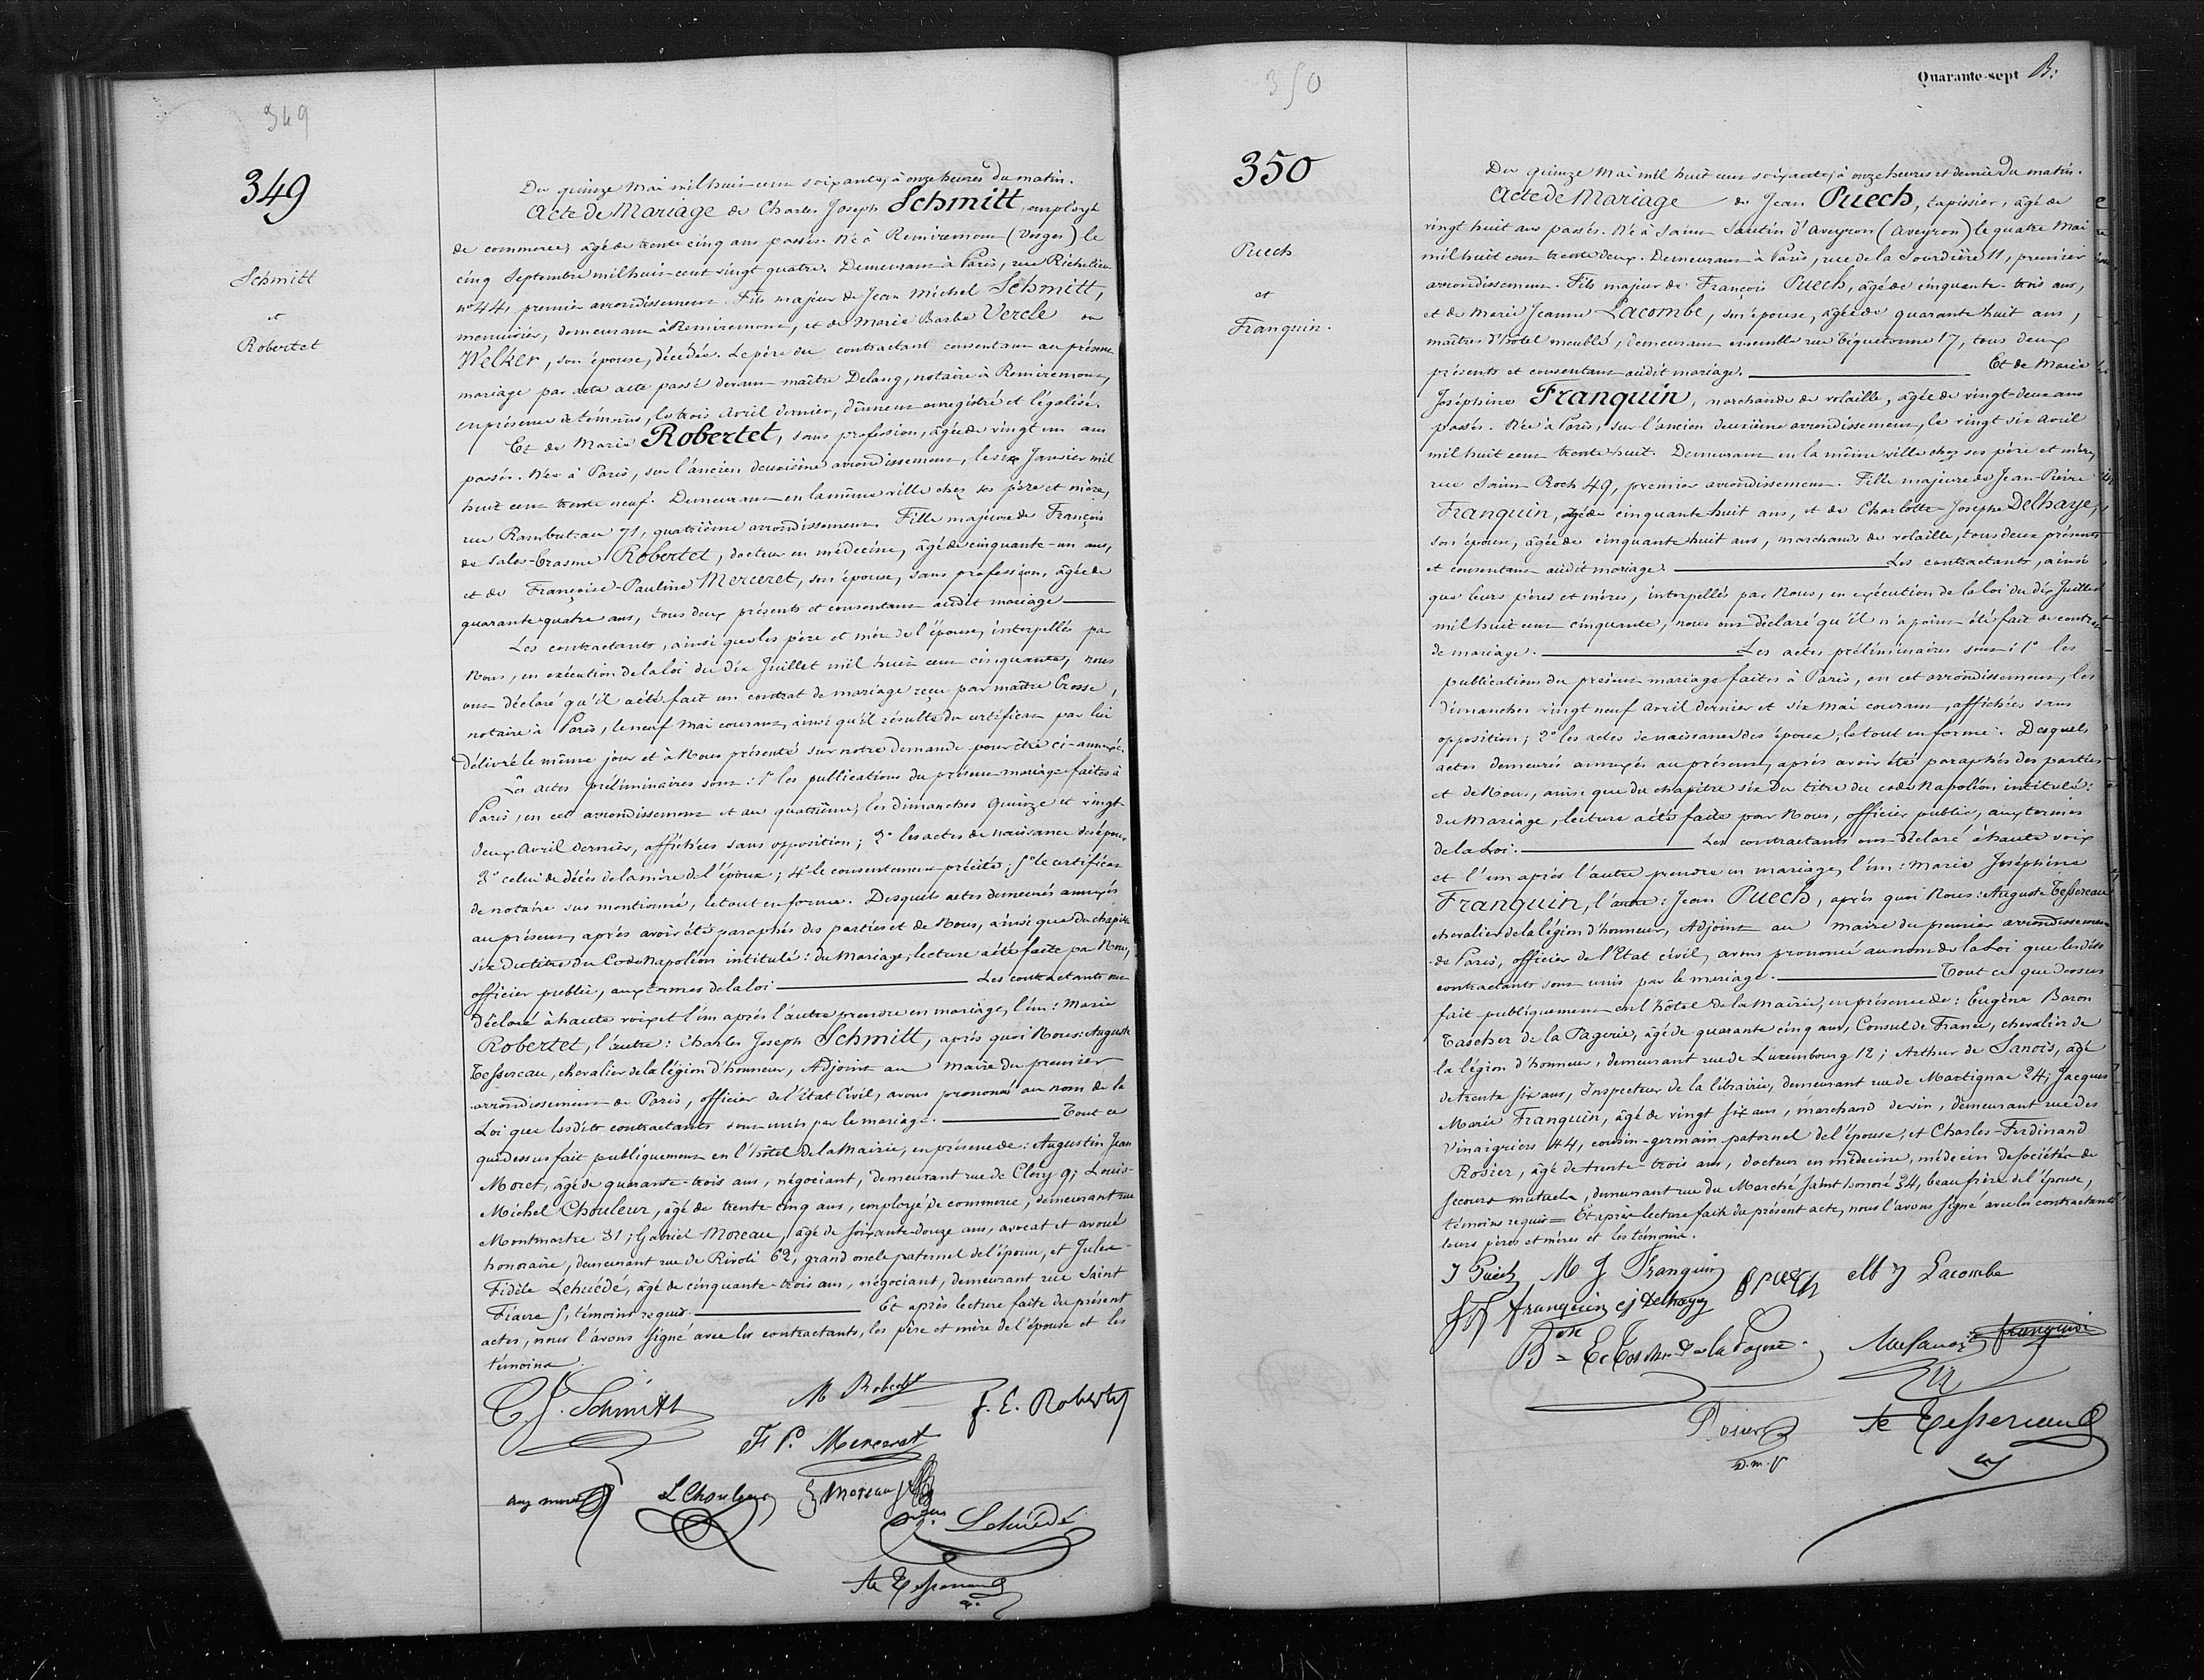 349
349
Schmitt
et
Robertet
Du quinze Mai mil huit cent soixante, à onze heures du matin.
Acte de Mariage de Charles Joseph Schmitt, employé
de commerce, âgé de trente cinq ans passés. Né à Remiremont (Vosges) le
cinq Septembre mil huit cent vingt quatre. Demeurant à Paris, rue Richelieu
n° 44, premier arrondissement. Fils majeur de Jean Michel Schmitt,
menuisier, demeurant à Remiremont, et de Marie Barbe Vercle ou
Welker, son épouse, décédée. Le père du contractant consentant au présent
mariage par acte passé devant maître Delang, notaire à Remiremont,
en présence de témoins, le trois Avril dernier, dûment enregistré et légalisé.
Et de Marie Robertet, sans profession, âgée de vingt un ans
passés. Née à Paris, sur l'ancien deuxième arrondissement, le six Janvier mil
huit cent trente neuf. Demeurant en la même ville chez ses père et mère,
rue Rambuteau 71, quatrième arrondissement. Fille majeure de François
de Sales-Erasme Robertet, docteur en médecine, âgé de cinquante-un ans,
et de Françoise-Pauline Merceret, son épouse, sans profession, âgée de
quarante quatre ans, tous deux présents et consentant audit mariage
Les contractants, ainsi que les père et mère de l'épouse, interpellés par
Nous, en exécution de la loi du dix Juillet mil huit cent cinquante, nous
ont déclaré qu'il a été fait un contrat de mariage reçu par maître Crosse,
notaire à Paris, le neuf Mai courant, ainsi qu'il résulte du certificat par lui
délivré le même jour et à Nous présenté sur notre demande pour être ci-annexé.
Les actes préliminaires sont: 1° les publications du présent mariage faites à
Paris, en cet arrondissement et au quatrième, les dimanches Quinze et vingt
deux Avril dernier, affichées sans opposition; 2° les actes de naissance des époux
3° celui de décès de la mère de l'époux; 4° le consentement précité; 5° le certificat
de notaire sus mentionné, le tout en forme. Desquels actes demeurés annexés
au présent, après avoir été paraphés des parties et de Nous, ainsi que du chapitre
six du titre du Code Napoléon intitulé: du Mariage, lecture a été faite par Nous,
officier public, aux termes de la loi Les contractants ont
déclaré à haute voix et l'un après l'autre prendre en mariage, l'un: Marie
Robertet, l'autre: Charles Joseph Schmitt, après quoi Nous: Auguste
Tessereau, chevalier de la légion d'honneur, Adjoint au maire du premier
arrondissement de Paris, officier de l'Etat Civil, avons prononcé au nom de la
Loi que lesdits contractants sont unis par le mariage. Tout ce
que dessus fait publiquement en l'hôtel de la Mairie, en présence de: Augustin Jean
Moret, âgé de quarante-trois ans, négociant, demeurant rue de Cléry 9; Louis-
Michel Chouleur, âgé de trente-cinq ans, employé de commerce, demeurant rue
Montmartre 31; Gabriel Moreau, âgé de soixante-douze ans, avocat et avoué
honoraire, demeurant rue de Rivoli 62, grand oncle paternel de l'épouse, et Jules-
Fidèle Lehuédé, âgé de cinquante-trois ans, négociant, demeurant rue Saint
Fiacre 5, témoins requis. Et après lecture faite du présent
actes, nous l'avons signé avec les contractants, les père et mère de l'épouse et les
témoins.
C. J. Schmitt M Robertet f. E. Robertet
F P. Merceret
Aug moret L Chouleur G Moreau
Lehuédé
Ate Tessereau
Quarante-sept B:
350
350
Puech
et
Franquin.
Du quinze Mai mil huit cent soixante, à onze heures et demie du matin.
Acte de Mariage de Jean Puech, tapissier, âgé de
vingt huit ans passés. Né à Saint Santin d'Aveyron (Aveyron) le quatre Mai
mil huit cent trente deux. Demeurant à Paris, rue de la Sourdière 11, premier
arrondissement. Fils majeur de François Puech, âgé de cinquante-trois ans,
et de Marie Jeanne Lacombe, son épouse, âgée de quarante huit ans,
maîtres d'hôtel meublé, demeurant ensemble rue Tiquetonne 17, tous deux
présents et consentant audit mariage. Et de Marie
Joséphine Franquin, marchande de volaille, âgée de vingt-deux ans
passés. Née à Paris, sur l'ancien deuxième arrondissement, le vingt six avril
mil huit cent trente huit. Demeurant en la même ville chez ses père et mère,
rue Saint Roch 49, premier arrondissement. Fille majeure de Jean-Pierre
Franquin, âgé de cinquante huit ans, et de Charlotte-Josephe Delhaye,
son épouse, âgée de cinquante huit ans, marchands de volaille, tous deux présents
et consentant audit mariage. Les contractants, ainsi
que leurs pères et mères, interpellés par Nous, en exécution de la loi du dix Juillet
mil huit cent cinquante, nous ont déclaré qu'il n'a point été fait de contrat
de mariage. Les actes préliminaires sont: 1° les
publications du présent mariage faites à Paris, en cet arrondissement, les
dimanches vingt neuf avril dernier et six mai courant, affichées sans
opposition; 2° les actes de naissance des époux, le tout en forme. Desquels
actes demeurés annexés au présent, après avoir été paraphés des parties
et de Nous, ainsi que du chapitre six du titre du code Napoléon intitulé:
du Mariage, lecture a été faite par Nous, officier public, aux termes
de la Loi. Les contractants ont déclaré à haute voix
et l'un après l'autre prendre en mariage, l'un: Marie Joséphine
Franquin, l'autre: Jean Puech, après quoi Nous: Auguste Tessereau
chevalier de la légion d'honneur, Adjoint au maire du premier arrondissement
de Paris, officier de l'Etat civil, avons prononcé au nom de la Loi que lesdits
contractants sont unis par le mariage. Tout ce que dessus
fait publiquement en l'hôtel de la Mairie, en présence de: Eugène Baron
Tascher de la Pagerie, âgé de quarante cinq ans, Consul de France, chevalier de
la légion d'honneur, demeurant rue de Luxembourg 12; Arthur de Sanois, âgé
de trente six ans, Inspecteur de la librairie, demeurant rue de Martignac 24; Jacques
Marie Franquin, âgé de vingt six ans, marchand de vin, demeurant rue des
Vinaigriers 44, cousin-germain paternel de l'épouse, et Charles-Ferdinand
Rosier, âgé de trente-trois ans, docteur en médecine, médecin de sociétés de
secours mutuels, demeurant rue du Marché Saint honoré 34, beau frère de l'épouse,
témoins requis = Et après lecture faite du présent acte, nous l'avons signé avec les contractants
leurs pères et mères et les témoins.
J Puech M J Franquin f puech M J Lacombe
J P franquin c j Delhaye
Bon E Tascher de la Pagerie franquin
Rosier Ate Tessereau
D.m.p